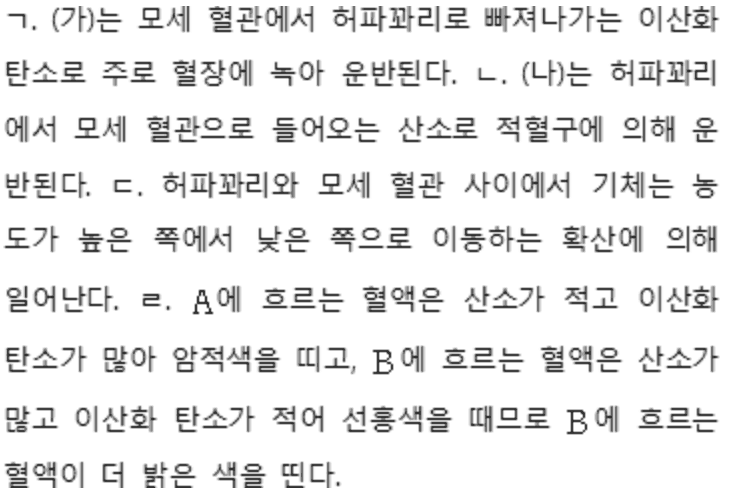 ㄱ. (가)는 모세 혈관에서 허파꽈리로 빠져나가는 이산화
탄소로 주로 혈장에 녹아 운반된다. ㄴ. (나)는 허파꽈리
에서 모세 혈관으로 들어오는 산소로 적혈구에 의해 운
반된다. ㄷ. 허파꽈리와 모세 혈관 사이에서 기체는 농
도가 높은 쪽에서 낮은 쪽으로 이동하는 확산에 의해
일어난다. ㄹ. A에 흐르는 혈액은 산소가 적고 이산화
탄소가 많아 암적색을 띠고, B에 흐르는 혈액은 산소가
많고 이산화 탄소가 적어 선홍색을 때므로 B에 흐르는
혈액이 더 밝은 색을 띤다.